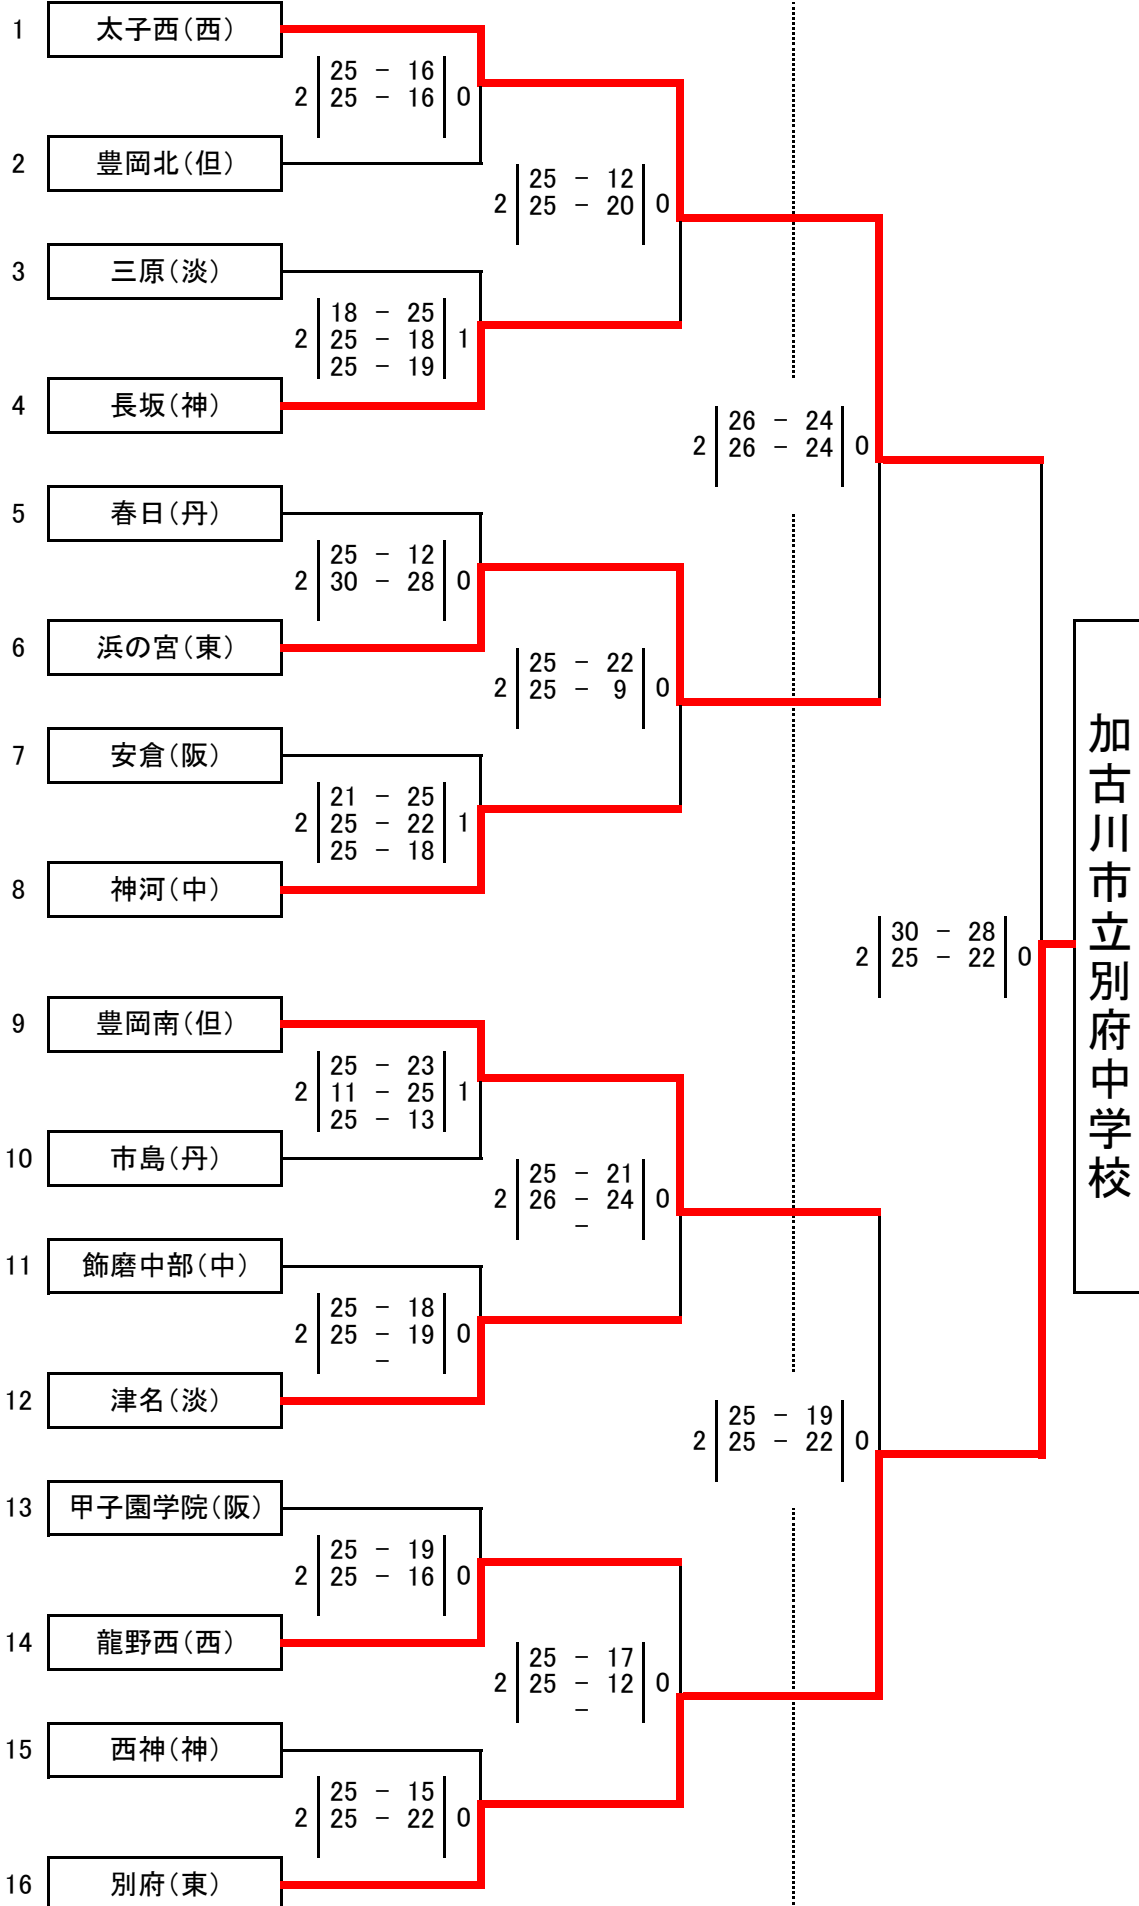 1 太子西(西)
25 - 16
2 25 - 16 0
2 豊岡北(但)
25 - 12
2 25 - 20 0
3 三原(淡)
18 - 25
2 25 - 18 1
25 - 19
4 長坂(神)
26 - 24
2 26 - 24 0
5 春日(丹)
25 - 12
2 30 - 28 0
6 浜の宮(東)
25 - 22
2 25 - 9 0
7 安倉(阪)
21 - 25
2 25 - 22 1
25 - 18
8 神河(中)
加古川市立別府中学校
30 - 28
2 25 - 22 0
9 豊岡南(但)
25 - 23
2 11 - 25 1
25 - 13
10 市島(丹)
25 - 21
2 26 - 24 0
-
11 飾磨中部(中)
25 - 18
2 25 - 19 0
-
12 津名(淡)
25 - 19
2 25 - 22 0
13 甲子園学院(阪)
25 - 19
2 25 - 16 0
14 龍野西(西)
25 - 17
2 25 - 12 0
-
15 西神(神)
25 - 15
2 25 - 22 0
16 別府(東)